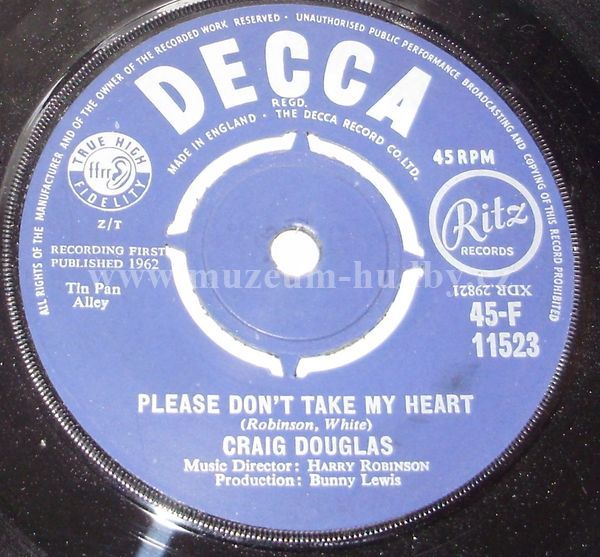 ALL RIGHTS OF THE MANUFACTURER AND OF THE OWNER OF THE RECORDED WORK RESERVED • UNAUTHORISED PUBLIC PERFORMANCE BROADCASTING AND COPYING OF THIS RECORD PROHIBITED
DECCA
REGD.
MADE IN ENGLAND • THE DECCA RECORD CO. LTD.
TRUE HIGH
ffrr
FIDELITY
Z/T
45 RPM
Ritz
RECORDS
RECORDING FIRST
PUBLISHED 1962
Tin Pan
Alley
XDR.29821
45-F
11523
PLEASE DON'T TAKE MY HEART
(Robinson, White)
CRAIG DOUGLAS
Music Director: HARRY ROBINSON
Production: Bunny Lewis
www.muzeum-hudby.cz